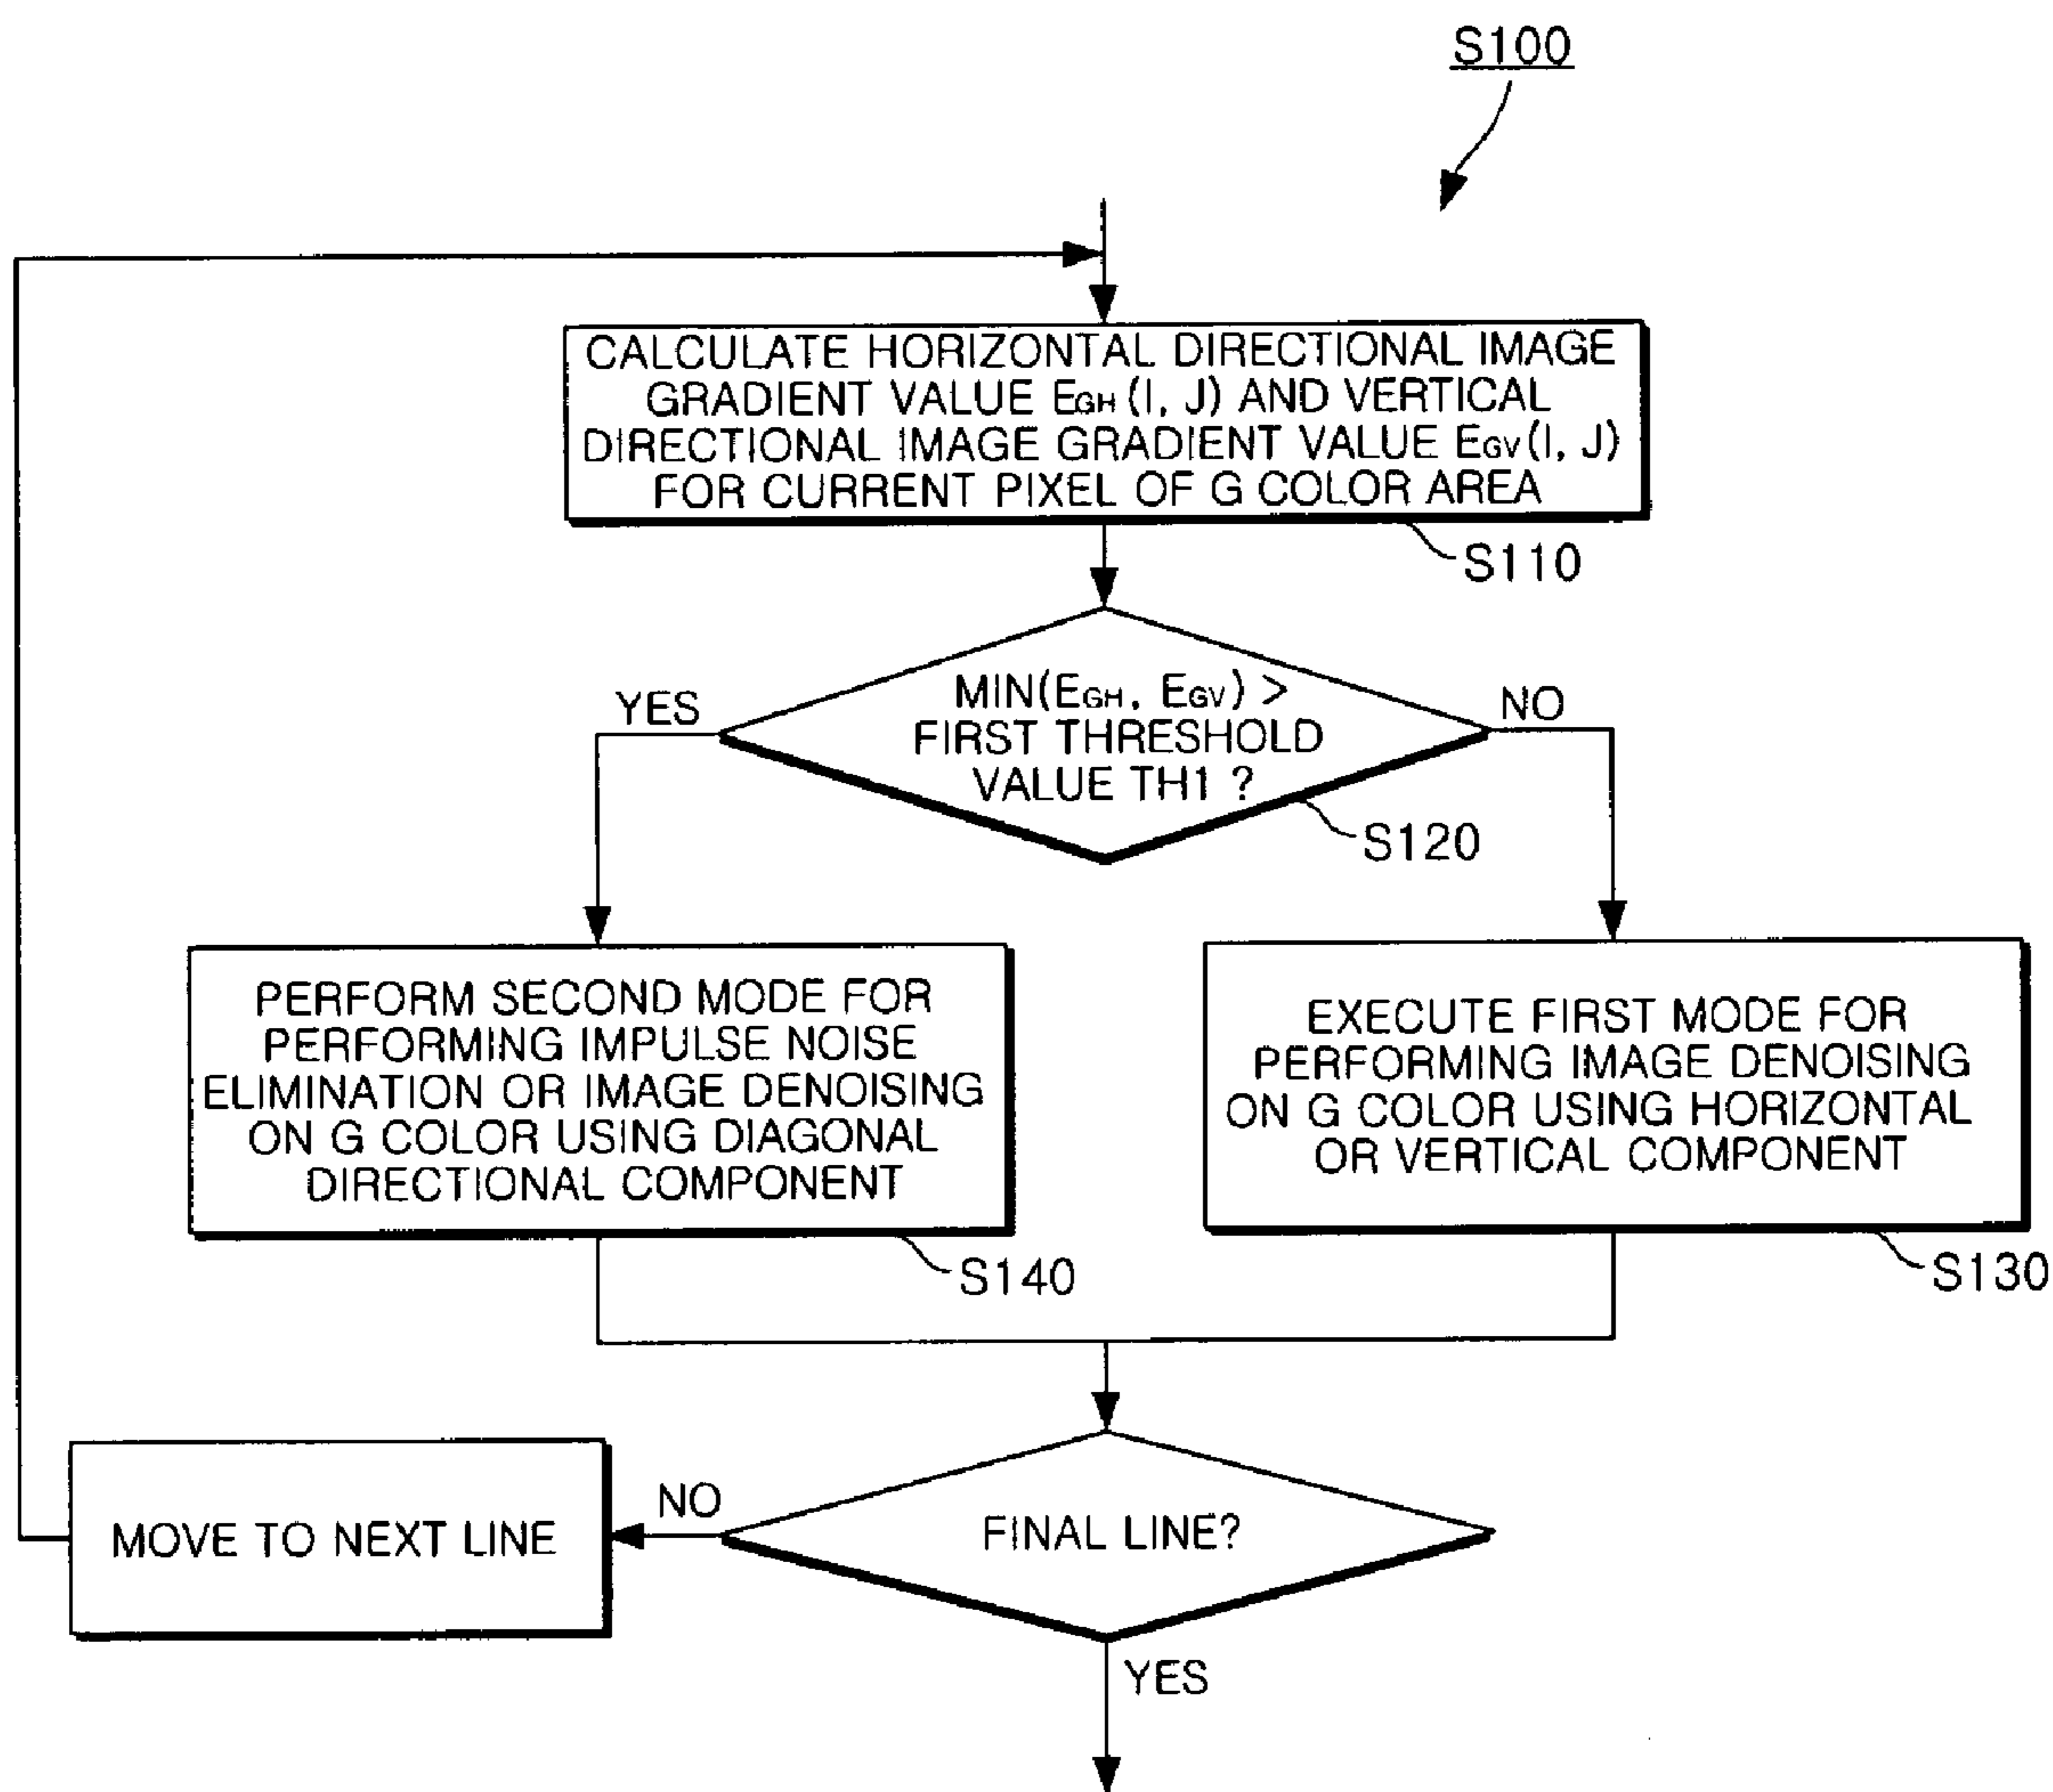 S100
CALCULATE HORIZONTAL DIRECTIONAL IMAGE
GRADIENT VALUE EGH (I, J) AND VERTICAL
DIRECTIONAL IMAGE GRADIENT VALUE EGV(I, J)
FOR CURRENT PIXEL OF G COLOR AREA
S110
MIN(EGH, EGV) >
FIRST THRESHOLD
VALUE TH1 ?
YES
NO
S120
PERFORM SECOND MODE FOR
PERFORMING IMPULSE NOISE
ELIMINATION OR IMAGE DENOISING
ON G COLOR USING DIAGONAL
DIRECTIONAL COMPONENT
S140
EXECUTE FIRST MODE FOR
PERFORMING IMAGE DENOISING
ON G COLOR USING HORIZONTAL
OR VERTICAL COMPONENT
S130
MOVE TO NEXT LINE
NO
FINAL LINE?
YES